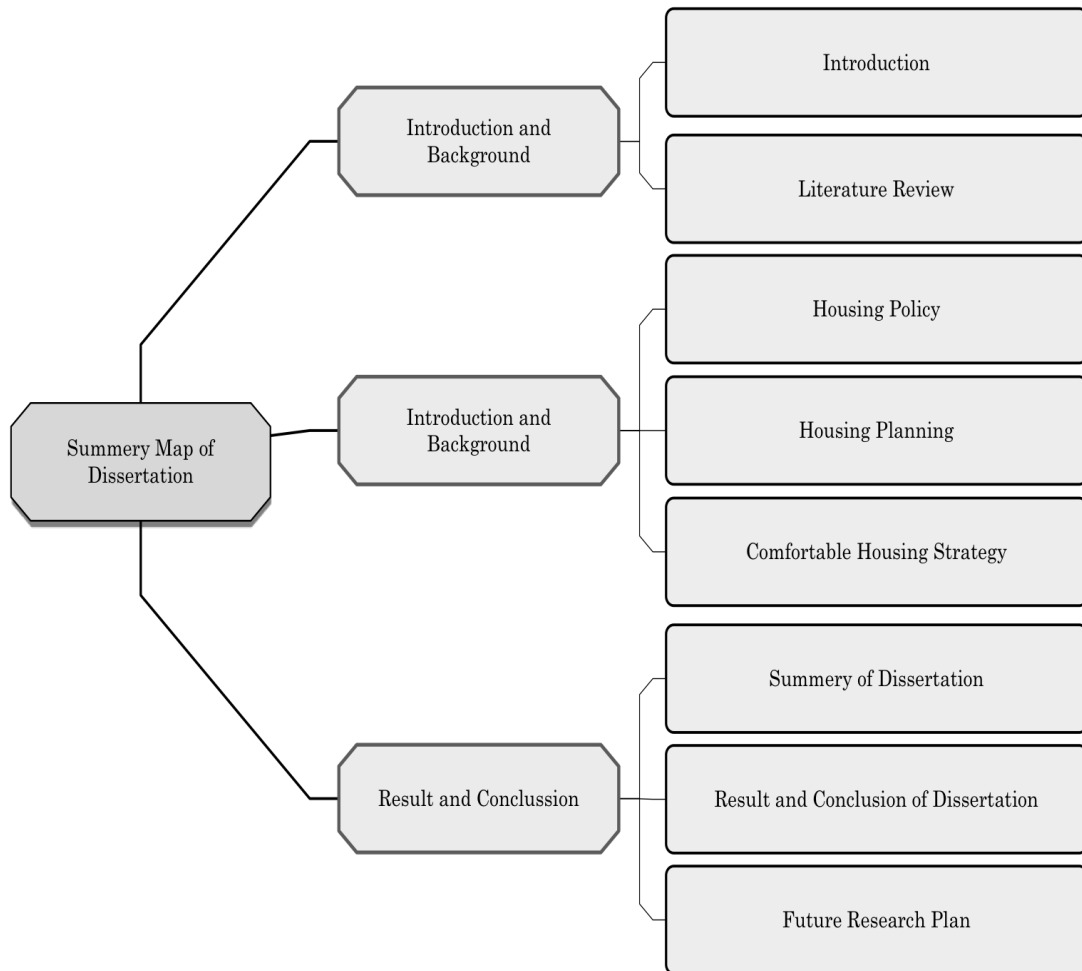 Introduction
Introduction and
Background
Literature Review
Housing Policy
Introduction and
Background
Housing Planning
Summery Map of
Dissertation
Comfortable Housing Strategy
Summery of Dissertation
Result and Conclussion
Result and Conclusion of Dissertation
Future Research Plan